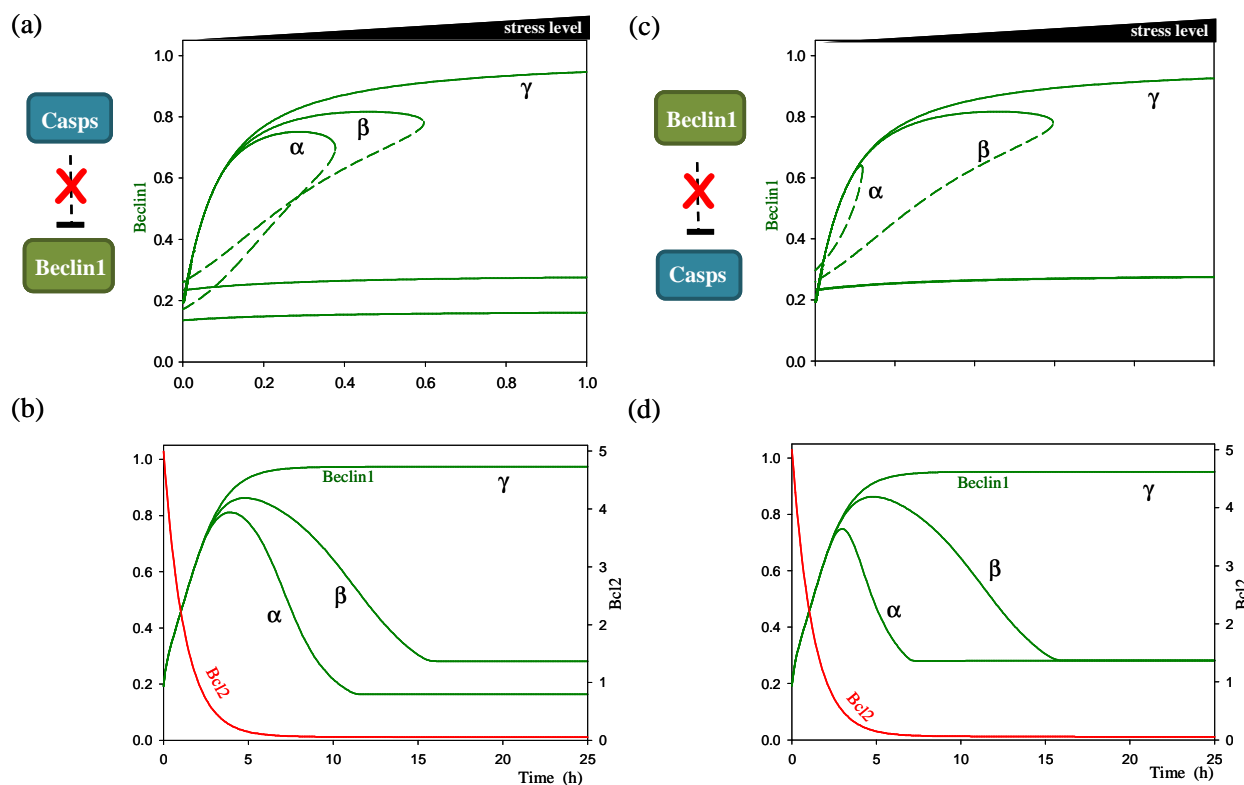 (a)
stress level
Casps
Beclin1
Beclin1
1.0
0.8
0.6
0.4
0.2
0.0
γ
β
α
0.0 0.2 0.4 0.6 0.8 1.0
(c)
stress level
Beclin1
Casps
Beclin1
1.0
0.8
0.6
0.4
0.2
0.0
γ
β
α
(b)
1.0
0.8
0.6
0.4
0.2
0.0
Beclin1
γ
β
α
Bcl2
5
4
3
2
1
0
Bcl2
0 5 10 15 20 25
Time (h)
(d)
1.0
0.8
0.6
0.4
0.2
0.0
Beclin1
γ
β
α
Bcl2
5
4
3
2
1
0
Bcl2
0 5 10 15 20 25
Time (h)